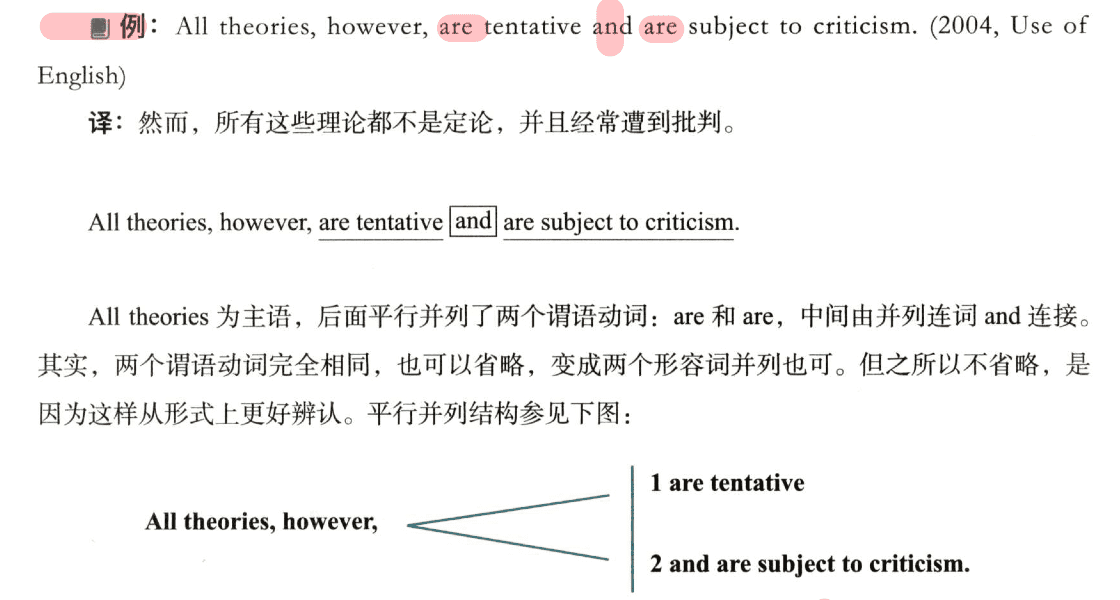 例：All theories, however, are tentative and are subject to criticism. (2004, Use of
English)
译：然而，所有这些理论都不是定论，并且经常遭到批判。
All theories, however, are tentative and are subject to criticism.
All theories 为主语，后面平行并列了两个谓语动词：are 和 are，中间由并列连词 and 连接。
其实，两个谓语动词完全相同，也可以省略，变成两个形容词并列也可。但之所以不省略，是
因为这样从形式上更好辨认。平行并列结构参见下图：
1 are tentative
All theories, however,
2 and are subject to criticism.